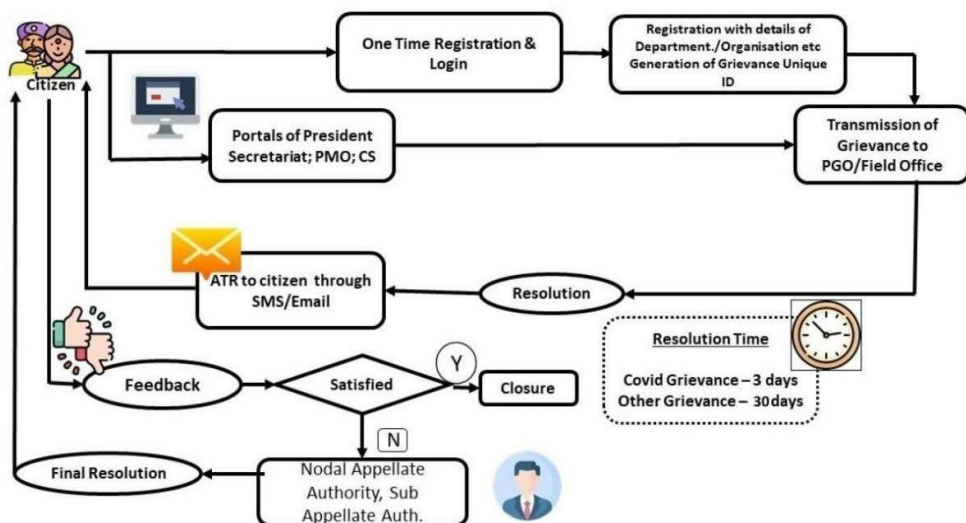 Citizen
One Time Registration &
Login
Registration with details of
Department./Organisation etc
Generation of Grievance Unique
ID
Portals of President
Secretariat; PMO; CS
Transmission of
Grievance to
PGO/Field Office
ATR to citizen through
SMS/Email
Resolution
Resolution Time
Covid Grievance – 3 days
Other Grievance – 30days
Feedback
Satisfied
Y
Closure
N
Final Resolution
Nodal Appellate
Authority, Sub
Appellate Auth.